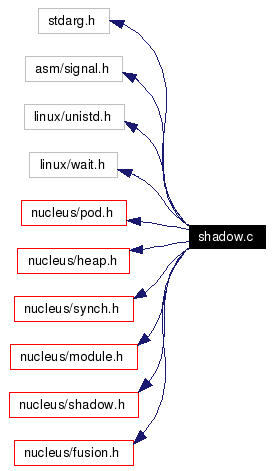 stdarg.h
asm/signal.h
linux/unistd.h
linux/wait.h
nucleus/pod.h
shadow.c
nucleus/heap.h
nucleus/synch.h
nucleus/module.h
nucleus/shadow.h
nucleus/fusion.h